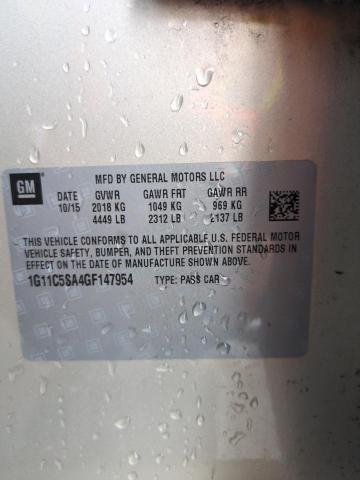 GM
MFD BY GENERAL MOTORS LLC
DATE GVWR GAWR FRT GAWR RR
10/15 2018 KG 1049 KG 969 KG
4449 LB 2312 LB 2137 LB
THIS VEHICLE CONFORMS TO ALL APPLICABLE U.S. FEDERAL MOTOR
VEHICLE SAFETY, BUMPER, AND THEFT PREVENTION STANDARDS IN
EFFECT ON THE DATE OF MANUFACTURE SHOWN ABOVE.
1G11C5SA4GF147954 TYPE: PASS CAR